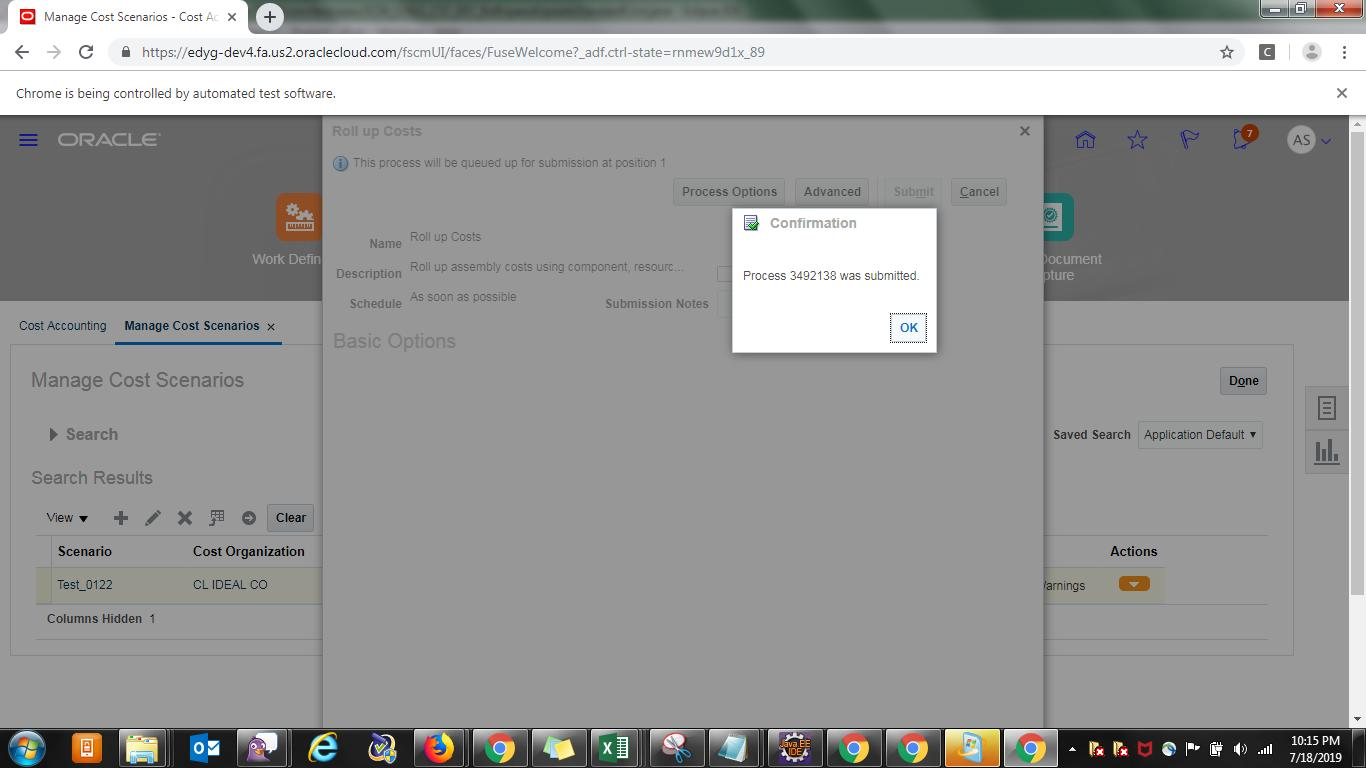 Manage Cost Scenarios - Cost Ac
https://edyg-dev4.fa.us2.oraclecloud.com/fscmUI/faces/FuseWelcome?_adf.ctrl-state=rnmew9d1x_89
C
Chrome is being controlled by automated test software.
ORACLE
7
AS
Roll up Costs
This process will be queued up for submission at position 1
Process Options
Advanced
Submit
Cancel
Name Roll up Costs
Description Roll up assembly costs using component, resourc...
Schedule As soon as possible
Submission Notes
Basic Options
Confirmation
Process 3492138 was submitted.
OK
Work Defin
Document
pture
Cost Accounting
Manage Cost Scenarios
Manage Cost Scenarios
Done
Search
Saved Search Application Default
Search Results
View
Clear
Scenario Cost Organization Actions
Test_0122 CL IDEAL CO Warnings
Columns Hidden 1
Java EE
IDE
10:15 PM
7/18/2019